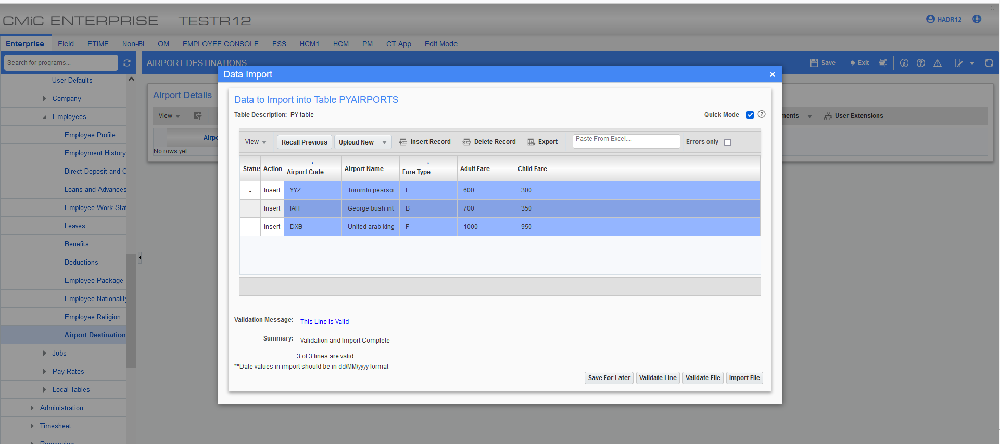 CMiC ENTERPRISE TESTR12
HADR12
Enterprise Field ETIME Non-BI OM EMPLOYEE CONSOLE ESS HCM1 HCM PM CT App Edit Mode
Search for programs...
AIRPORT DESTINATIONS
Save Exit
User Defaults
Company
Employees
Employee Profile
Employment History
Direct Deposit and C
Loans and Advances
Employee Work Sta
Leaves
Benefits
Deductions
Employee Package
Employee Nationality
Employee Religion
Airport Destination
Jobs
Pay Rates
Local Tables
Administration
Timesheet
Processing
Airport Details
View
Airpo
No rows yet.
ments User Extensions
Data Import
Data to Import into Table PYAIRPORTS
Table Description: PY table
Quick Mode
View Recall Previous Upload New Insert Record Delete Record Export Paste From Excel.... Errors only
Status Action * Airport Code Airport Name * Fare Type Adult Fare Child Fare
- Insert YYZ Torornto pearso E 600 300
- Insert IAH George bush int B 700 350
- Insert DXB United arab king F 1000 950
Validation Message: This Line is Valid
Summary: Validation and Import Complete
3 of 3 lines are valid
**Date values in import should be in dd/MM/yyyy format
Save For Later Validate Line Validate File Import File